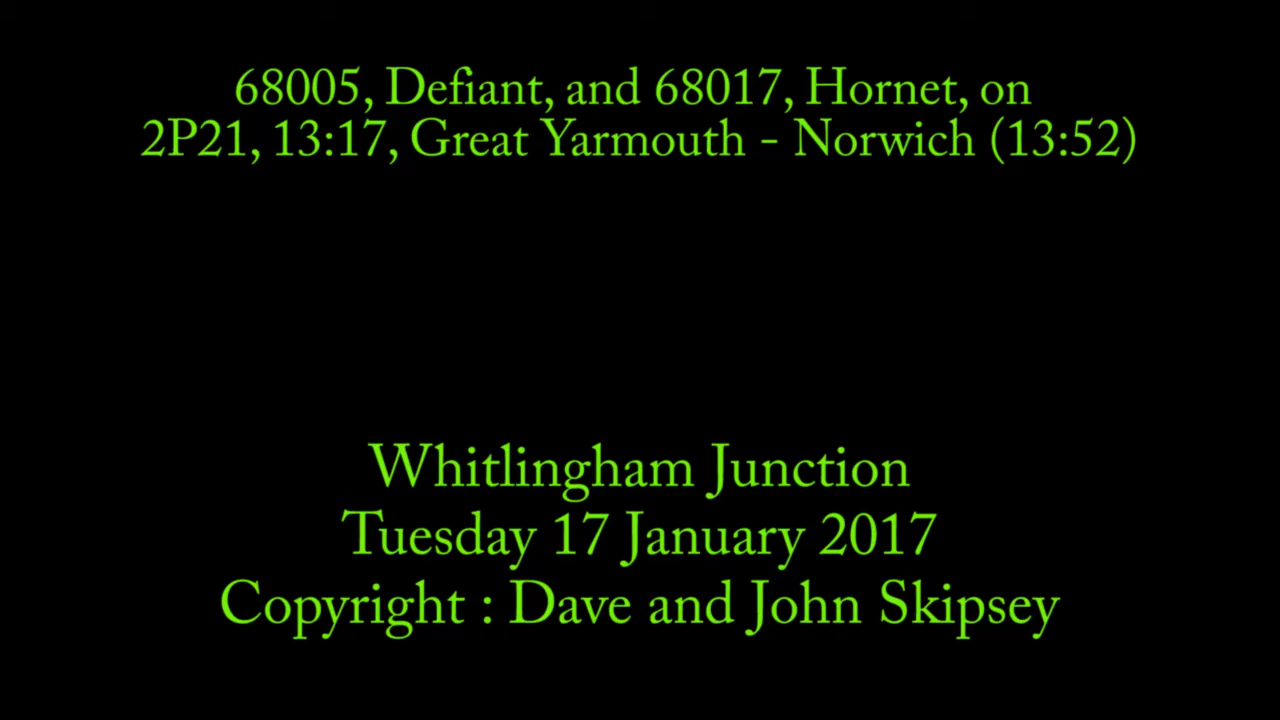 68005, Defiant, and 68017, Hornet, on
2P21, 13:17, Great Yarmouth - Norwich (13:52)
Whitlingham Junction
Tuesday 17 January 2017
Copyright : Dave and John Skipsey